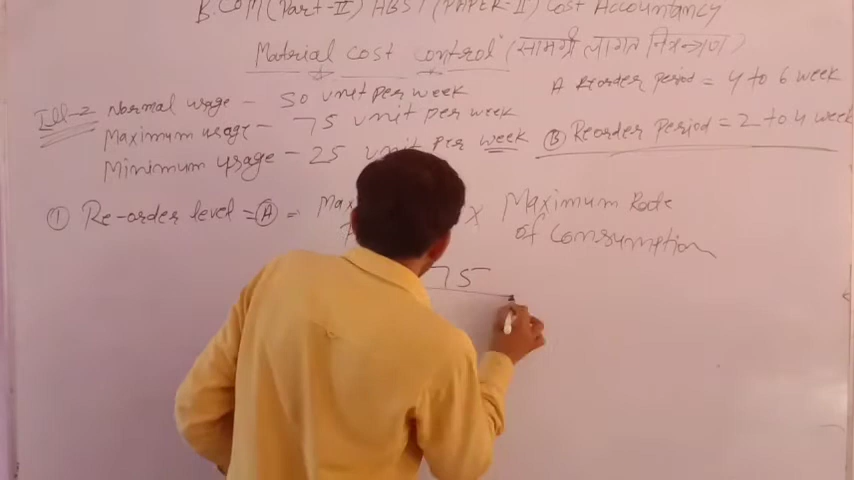 B.COM (Part-II) ABST (PAPER-II) Cost Accountancy
Material cost control (सामग्री लागत नियन्त्रण)
Ill-2 Normal usage - 50 unit per week
Maximum usage - 75 unit per week
Minimum usage - 25 unit per week
A Reorder period = 4 to 6 week
B Reorder Period = 2 to 4 week
① Re-order level = A = Max × Maximum Rate
of Consumption
75